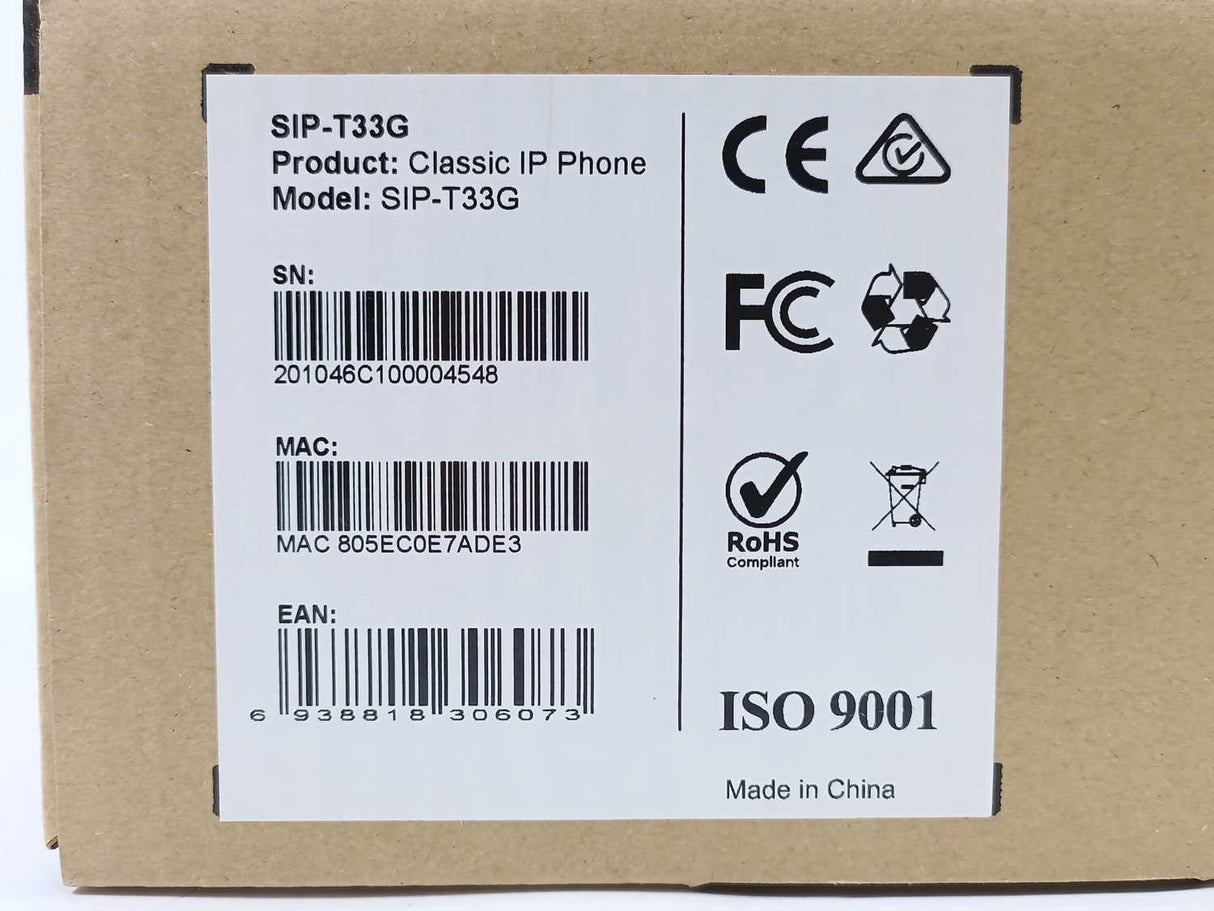 SIP-T33G
Product: Classic IP Phone
Model: SIP-T33G
SN:
201046C100004548
MAC:
MAC 805EC0E7ADE3
EAN:
6 938818 306073
CE
FC
RoHS
Compliant
ISO 9001
Made in China